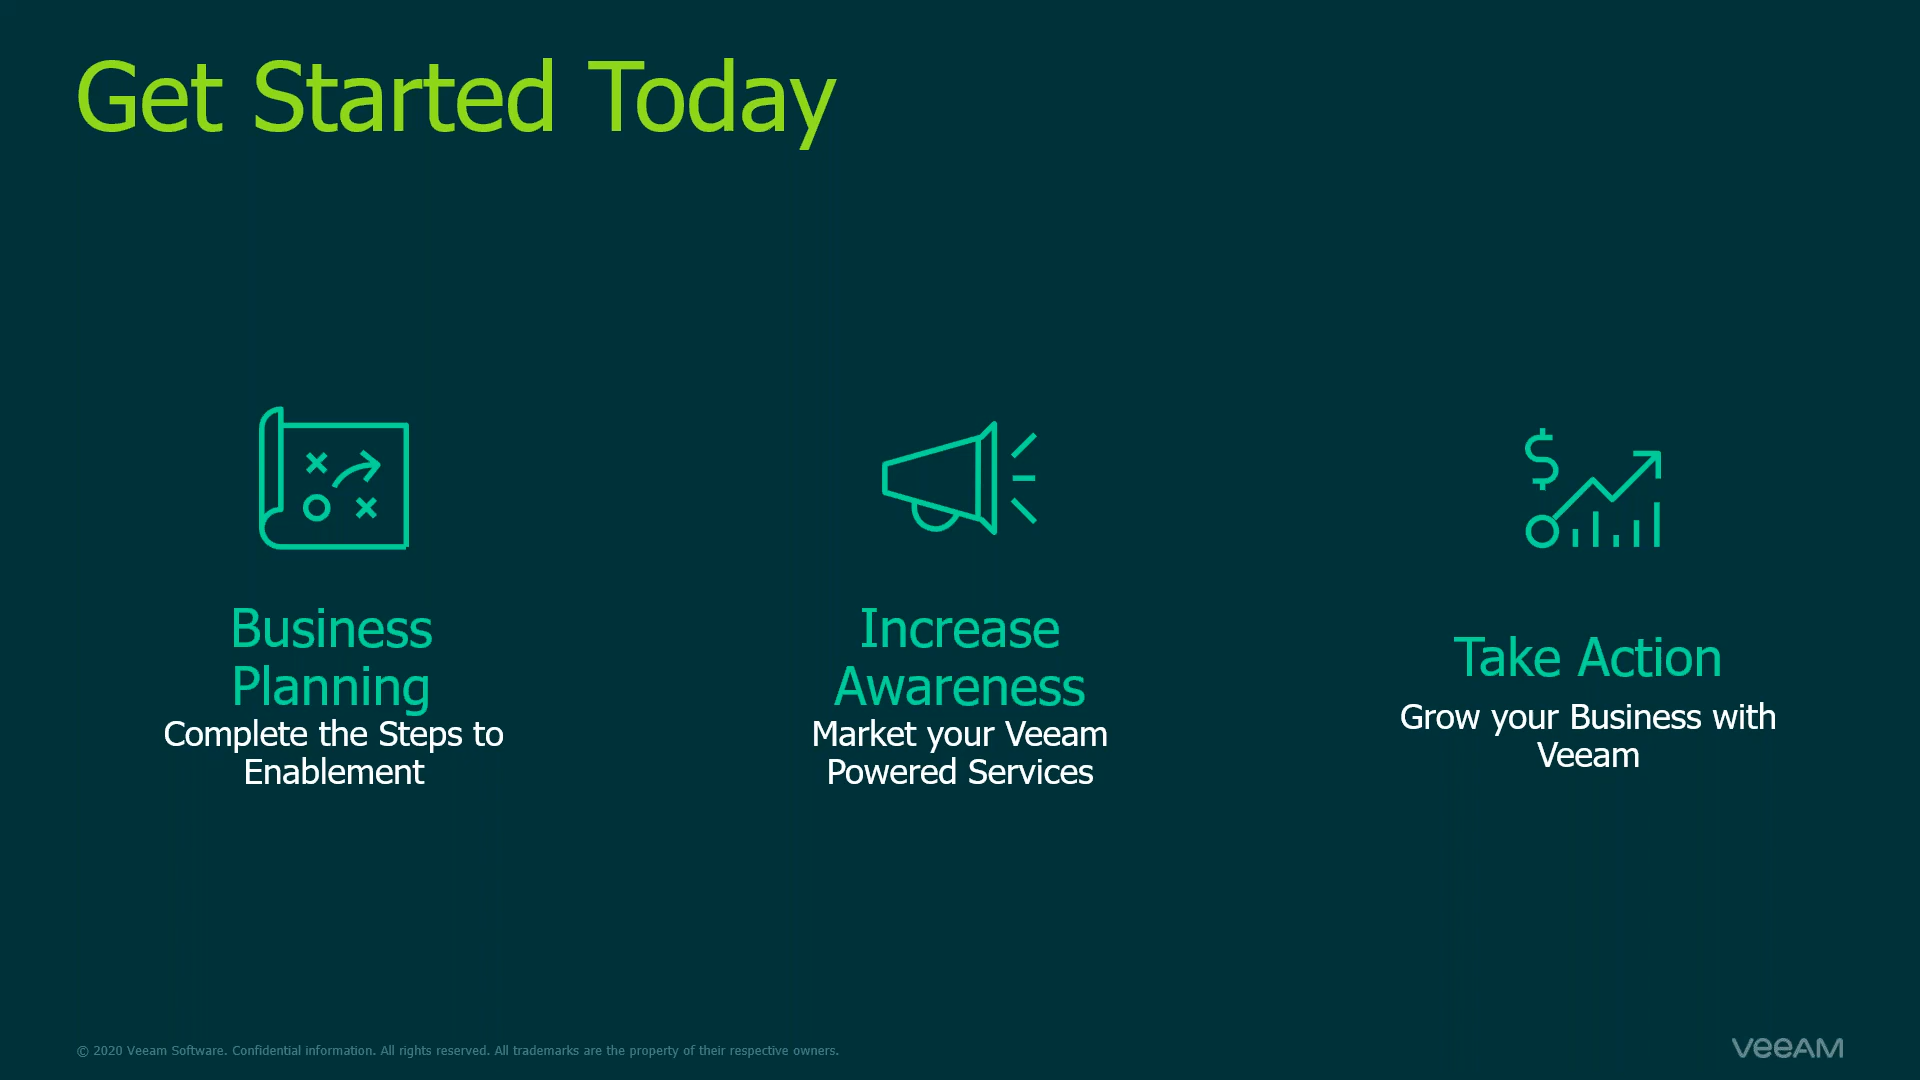 Get Started Today
Business
Planning
Complete the Steps to
Enablement
Increase
Awareness
Market your Veeam
Powered Services
Take Action
Grow your Business with
Veeam
© 2020 Veeam Software. Confidential information. All rights reserved. All trademarks are the property of their respective owners.
veeAM